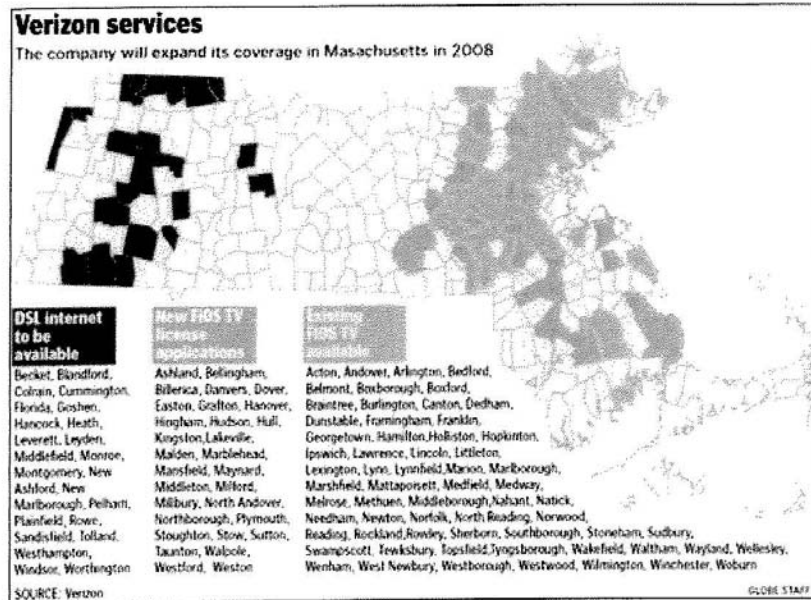 Verizon services
The company will expand its coverage in Massachusetts in 2008
DSL internet
to be
available
Becket, Blandford,
Colrain, Cummington,
Florida, Goshen,
Hancock, Heath,
Leverett, Leyden,
Middlefield, Monroe,
Montgomery, New
Ashford, New
Marlborough, Pelham,
Plainfield, Rowe,
Sandisfield, Tolland,
Westhampton,
Windsor, Worthington
New FiOS TV
license
applications
Ashland, Bellingham,
Billerica, Danvers, Dover,
Easton, Grafton, Hanover,
Hingham, Hudson, Hull,
Kingston, Lakeville,
Malden, Marblehead,
Mansfield, Maynard,
Middleton, Milford,
Millbury, North Andover,
Northborough, Plymouth,
Stoughton, Stow, Sutton,
Taunton, Walpole,
Westford, Weston
Existing
FiOS TV
available
Acton, Andover, Arlington, Bedford,
Belmont, Boxborough, Boxford,
Braintree, Burlington, Canton, Dedham,
Dunstable, Framingham, Franklin,
Georgetown, Hamilton,Holliston, Hopkinton,
Ipswich, Lawrence, Lincoln, Littleton,
Lexington, Lynn, Lynnfield,Marion, Marlborough,
Marshfield, Mattapoisett, Medfield, Medway,
Melrose, Methuen, Middleborough,Nahant, Natick,
Needham, Newton, Norfolk, North Reading, Norwood,
Reading, Rockland,Rowley, Sherborn, Southborough, Stoneham, Sudbury,
Swampscott, Tewksbury, Topsfield,Tyngsborough, Wakefield, Waltham, Wayland, Wellesley,
Wenham, West Newbury, Westborough, Westwood, Wilmington, Winchester, Woburn
SOURCE: Verizon
GLOBE STAFF